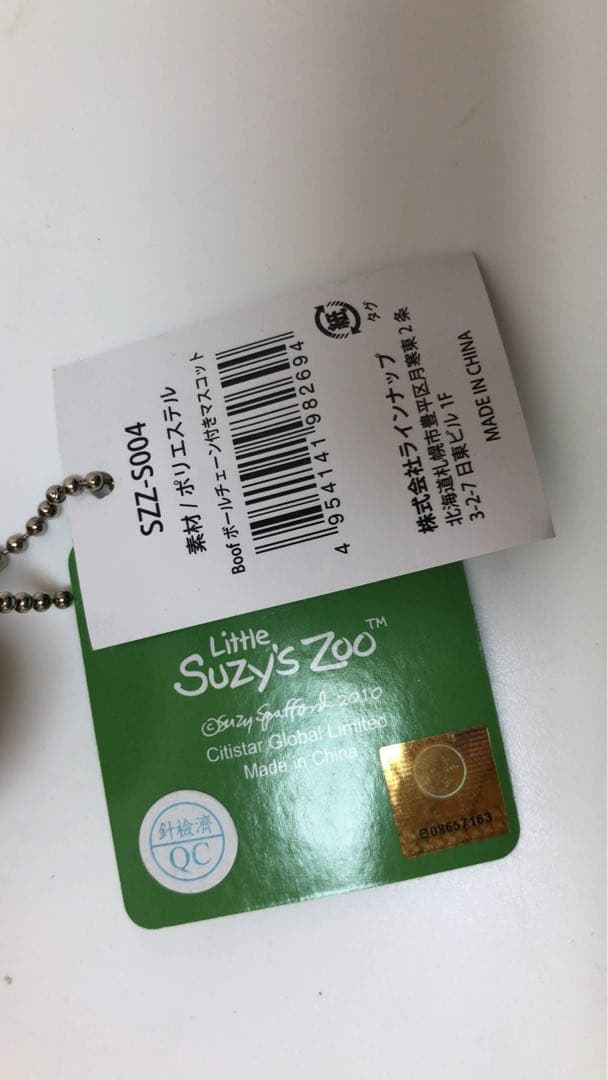 SZZ-S004
素材/ポリエステル
Boof ボールチェーン付きマスコット
4 954141 982694
紙
タグ
株式会社ラインナップ
北海道札幌市豊平区月寒東2条
3-2-7 日東ビル 1F
MADE IN CHINA
Little
Suzy's Zoo™
©Suzy Spafford 2010
Citistar Global Limited
Made in China
針検済
QC
B08657163